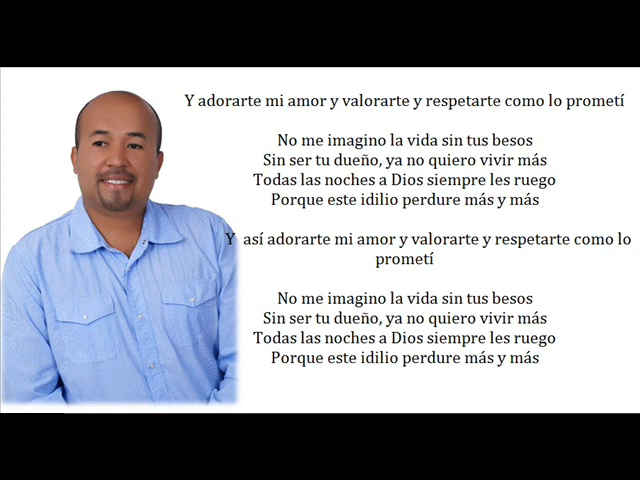 Y adorarte mi amor y valorarte y respetarte como lo prometí
No me imagino la vida sin tus besos
Sin ser tu dueño, ya no quiero vivir más
Todas las noches a Dios siempre les ruego
Porque este idilio perdure más y más
Y así adorarte mi amor y valorarte y respetarte como lo
prometí
No me imagino la vida sin tus besos
Sin ser tu dueño, ya no quiero vivir más
Todas las noches a Dios siempre les ruego
Porque este idilio perdure más y más